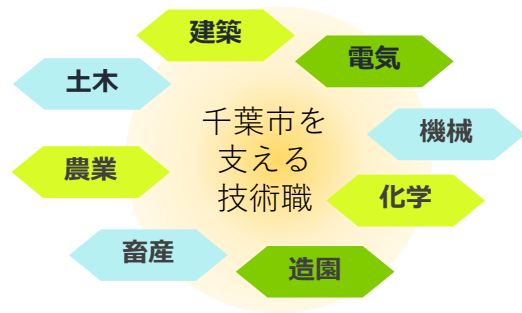 建築
電気
土木
機械
千葉市を
支える
技術職
農業
化学
畜産
造園